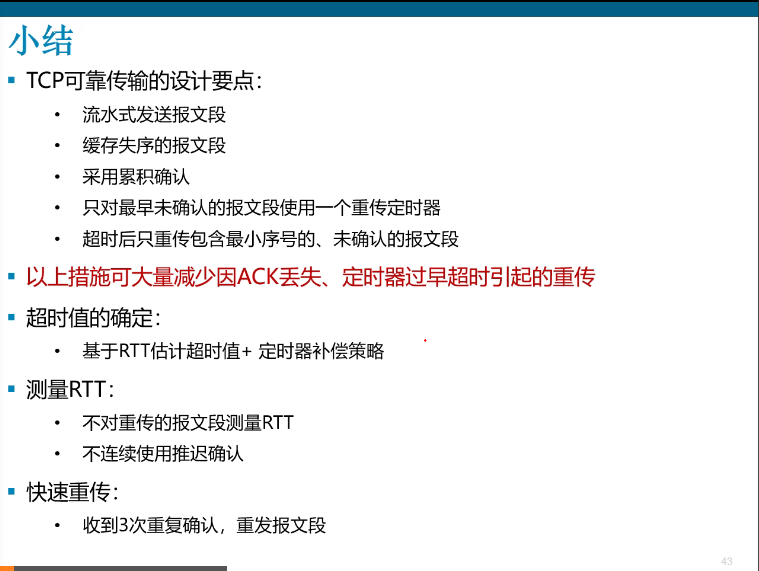 小结
TCP可靠传输的设计要点：
流水式发送报文段
缓存失序的报文段
采用累积确认
只对最早未确认的报文段使用一个重传定时器
超时后只重传包含最小序号的、未确认的报文段
以上措施可大量减少因ACK丢失、定时器过早超时引起的重传
超时值的确定：
基于RTT估计超时值+ 定时器补偿策略
测量RTT：
不对重传的报文段测量RTT
不连续使用推迟确认
快速重传：
收到3次重复确认，重发报文段
43